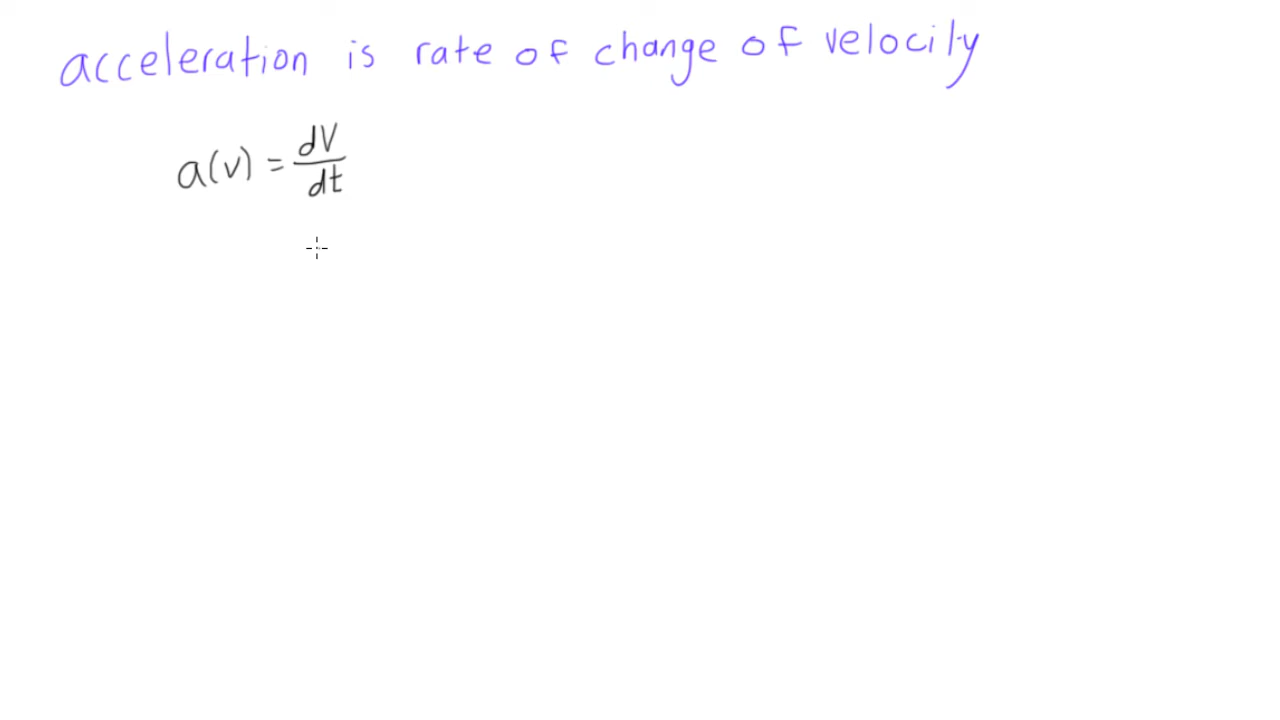 acceleration is rate of change of velocity
a(v) = dV/dt